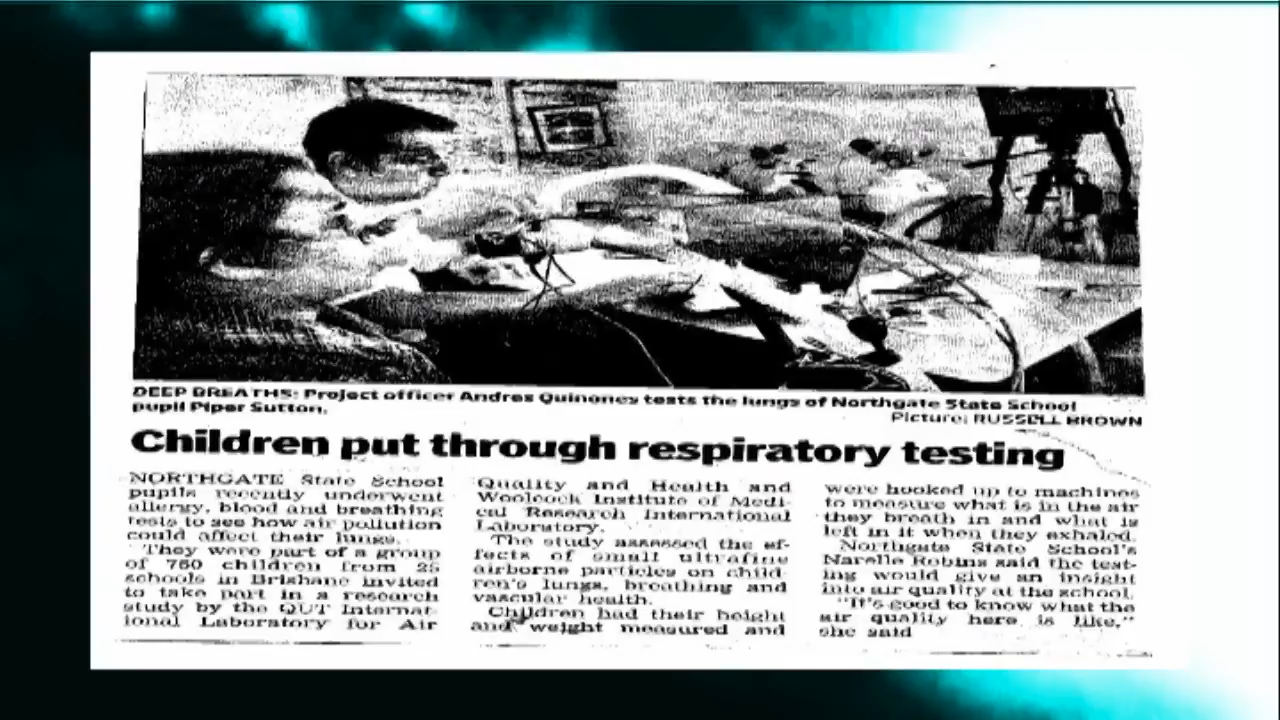 DEEP BREATHS: Project officer Andres Quinones tests the lungs of Northgate State School
pupil Piper Sutton.
Picture: RUSSELL BROWN
Children put through respiratory testing
NORTHGATE State School
pupils recently underwent
allergy, blood and breathing
tests to see how air pollution
could affect their lungs.
They were part of a group
of 760 children from 25
schools in Brisbane invited
to take part in a research
study by the QUT Internat-
ional Laboratory for Air
Quality and Health and
Woolcock Institute of Medi-
cal Research International
Laboratory.
The study assessed the ef-
fects of small ultrafine
airborne particles on child-
ren's lungs, breathing and
vascular health.
Children had their height
and weight measured and
were hooked up to machines
to measure what is in the air
they breath in and what is
left in it when they exhaled.
Northgate State School's
Narelle Robins said the test-
ing would give an insight
into air quality at the school.
"It's good to know what the
air quality here is like,"
she said